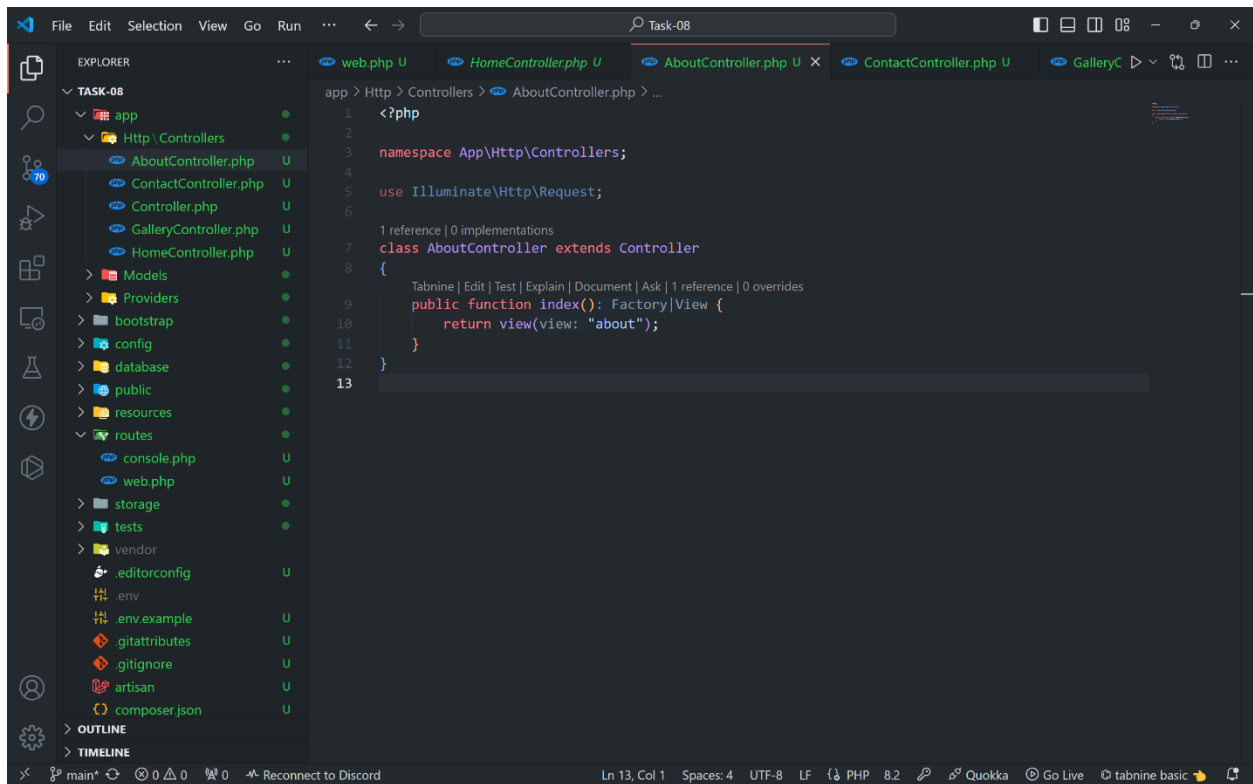 File Edit Selection View Go Run ··· Task-08
EXPLORER ···
TASK-08
app
Http\Controllers
AboutController.php U
ContactController.php U
Controller.php U
GalleryController.php U
HomeController.php U
Models
Providers
bootstrap
config
database
public
resources
routes
console.php U
web.php U
storage
tests
vendor
.editorconfig U
.env
.env.example U
.gitattributes U
.gitignore U
artisan U
composer.json U
OUTLINE
TIMELINE
70
web.php U HomeController.php U AboutController.php U ContactController.php U GalleryC ···
app > Http > Controllers > AboutController.php > ...
1 <?php
2
3 namespace App\Http\Controllers;
4
5 use Illuminate\Http\Request;
6
1 reference | 0 implementations
7 class AboutController extends Controller
8 {
Tabnine | Edit | Test | Explain | Document | Ask | 1 reference | 0 overrides
9 public function index(): Factory|View {
10 return view(view: "about");
11 }
12 }
13
main* 0 0 0 Reconnect to Discord Ln 13, Col 1 Spaces: 4 UTF-8 LF PHP 8.2 Quokka Go Live tabnine basic